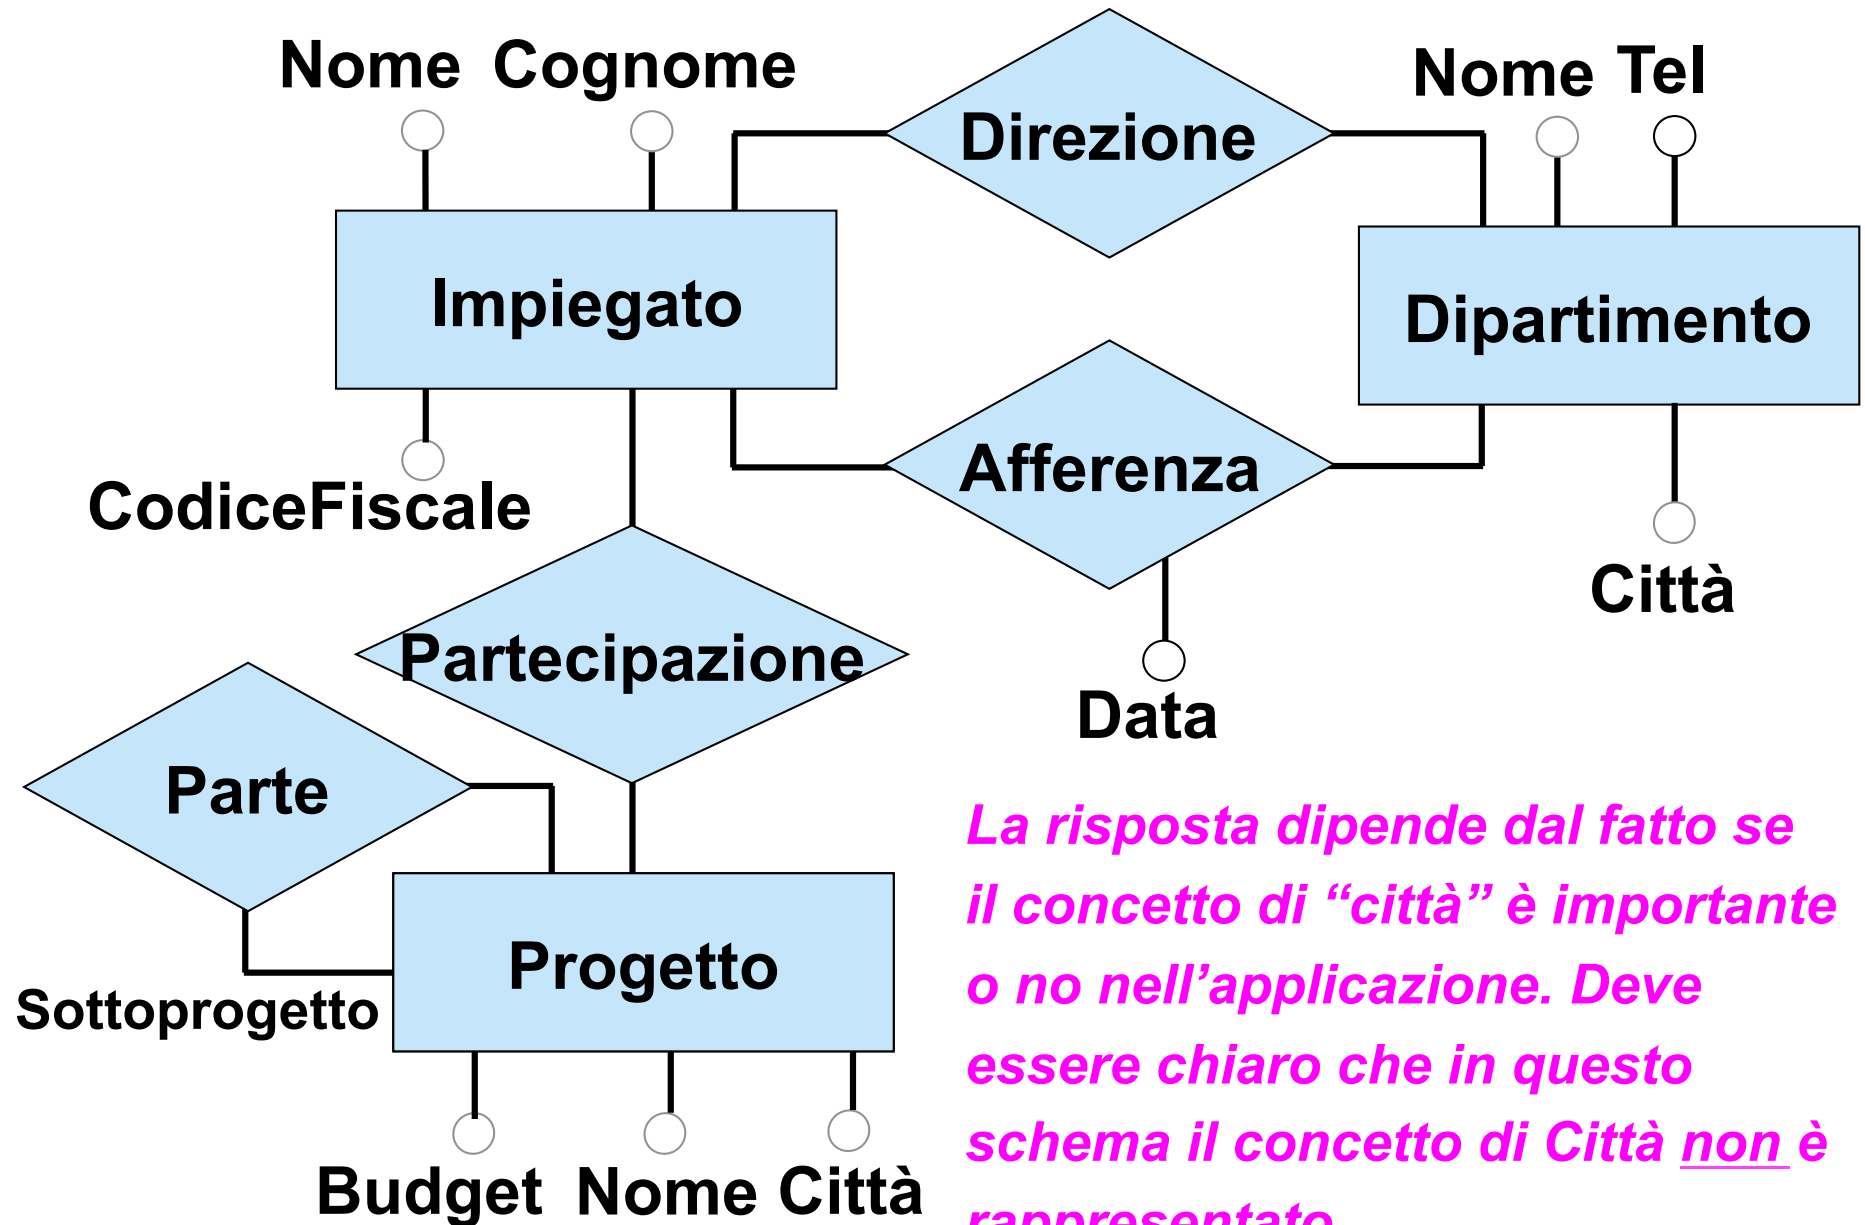 Nome Cognome
Nome Tel
Direzione
Impiegato
Dipartimento
Afferenza
CodiceFiscale
Città
Partecipazione
Data
Parte
Progetto
Sottoprogetto
Budget Nome Città
La risposta dipende dal fatto se
il concetto di “città” è importante
o no nell’applicazione. Deve
essere chiaro che in questo
schema il concetto di Città non è
rappresentato